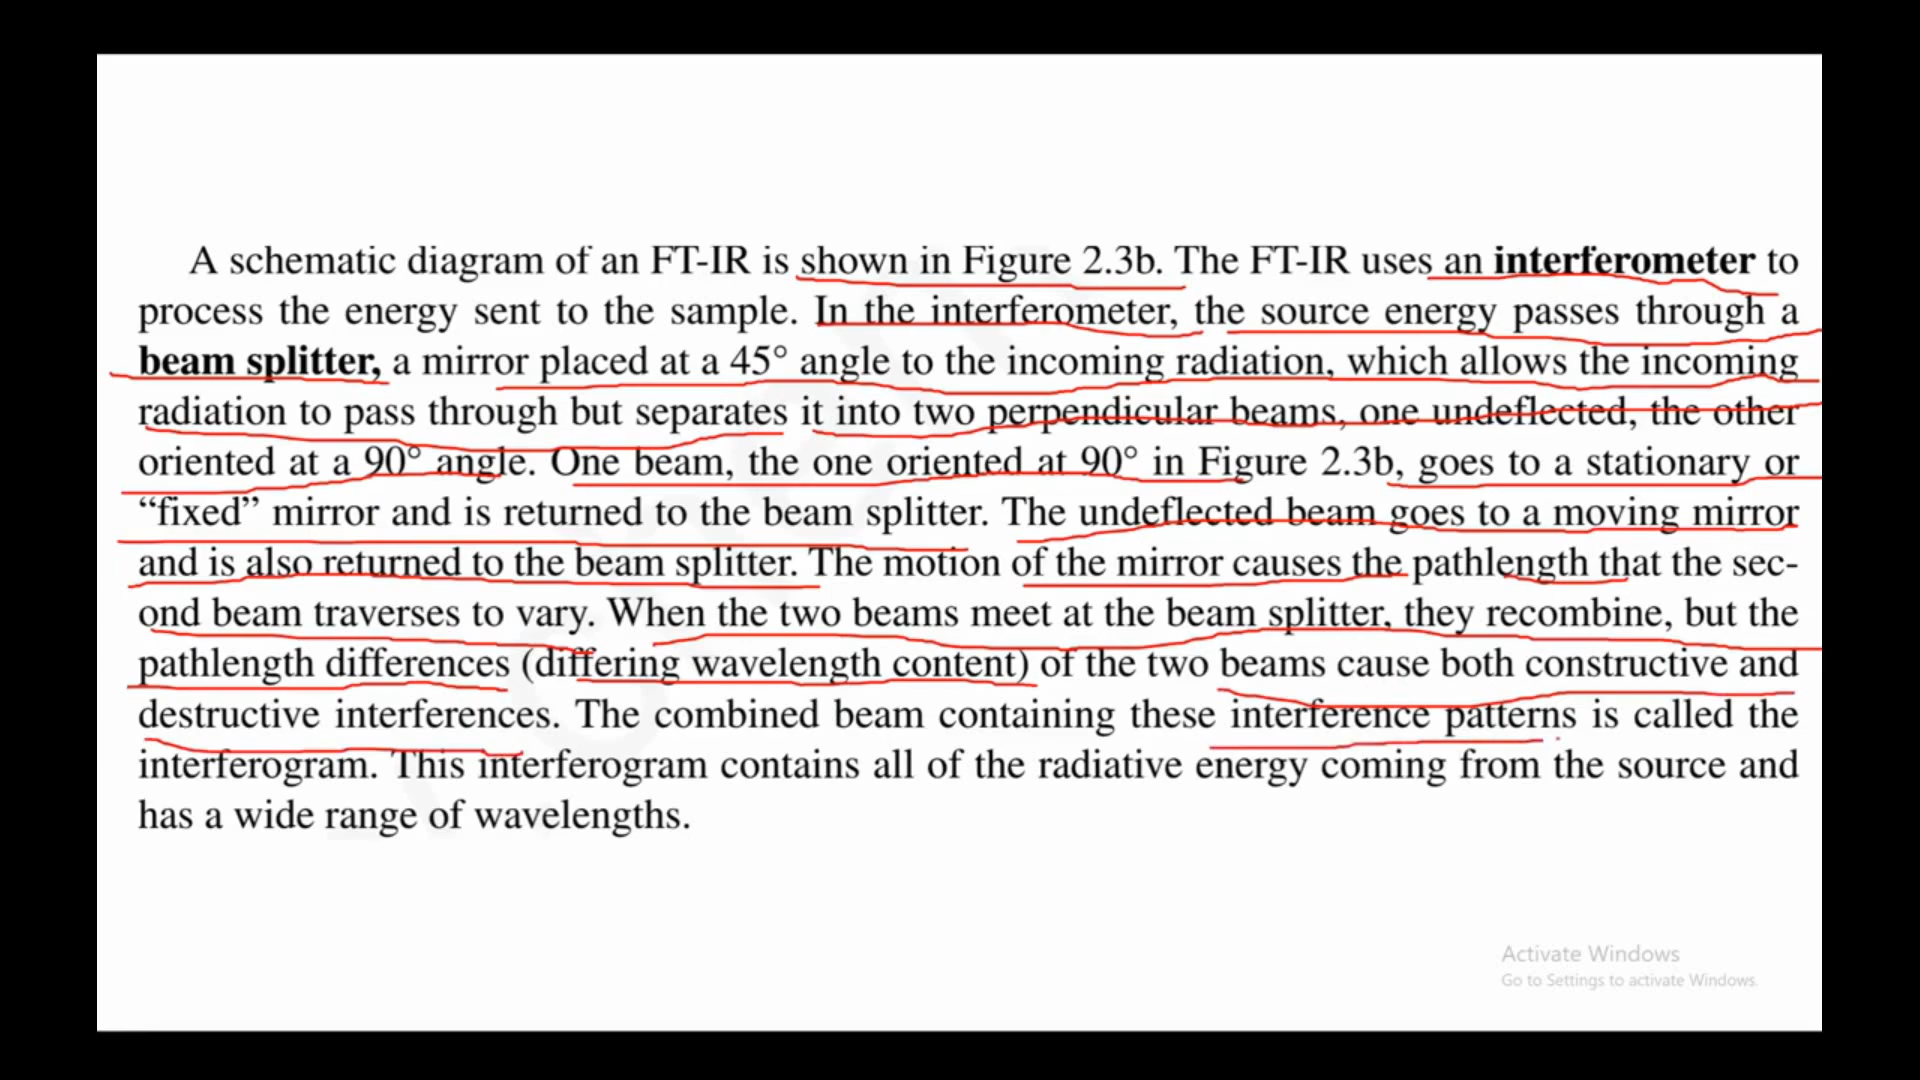 A schematic diagram of an FT-IR is shown in Figure 2.3b. The FT-IR uses an interferometer to
process the energy sent to the sample. In the interferometer, the source energy passes through a
beam splitter, a mirror placed at a 45° angle to the incoming radiation, which allows the incoming
radiation to pass through but separates it into two perpendicular beams, one undeflected, the other
oriented at a 90° angle. One beam, the one oriented at 90° in Figure 2.3b, goes to a stationary or
“fixed” mirror and is returned to the beam splitter. The undeflected beam goes to a moving mirror
and is also returned to the beam splitter. The motion of the mirror causes the pathlength that the sec-
ond beam traverses to vary. When the two beams meet at the beam splitter, they recombine, but the
pathlength differences (differing wavelength content) of the two beams cause both constructive and
destructive interferences. The combined beam containing these interference patterns is called the
interferogram. This interferogram contains all of the radiative energy coming from the source and
has a wide range of wavelengths.
Activate Windows
Go to Settings to activate Windows.